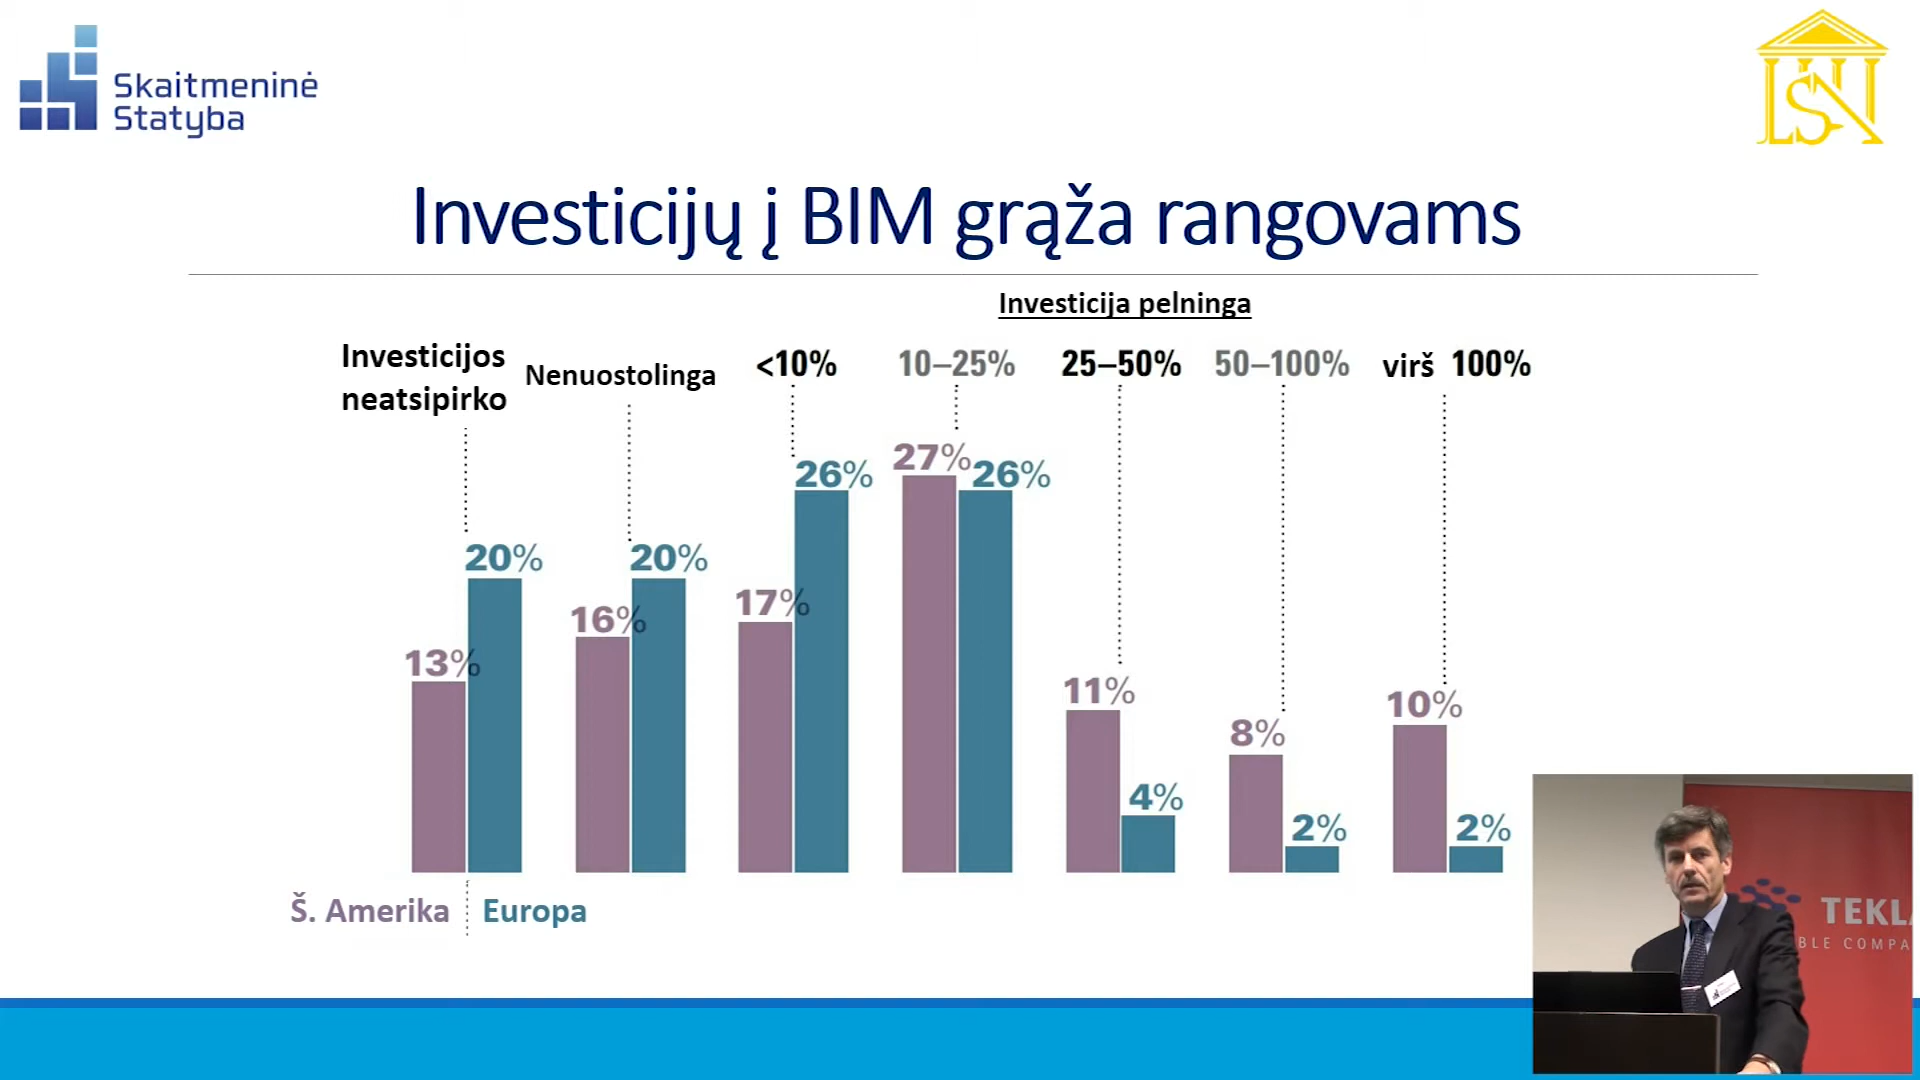 Skaitmeninė
Statyba
LSNT
Investicijų į BIM grąža rangovams
Investicija pelninga
Investicijos
neatsipirko
Nenuostolinga
<10%
10–25%
25–50%
50–100%
virš 100%
13%
20%
16%
20%
17%
26%
27%
26%
11%
4%
8%
2%
10%
2%
Š. Amerika
Europa
TEKL
BLE COMPA